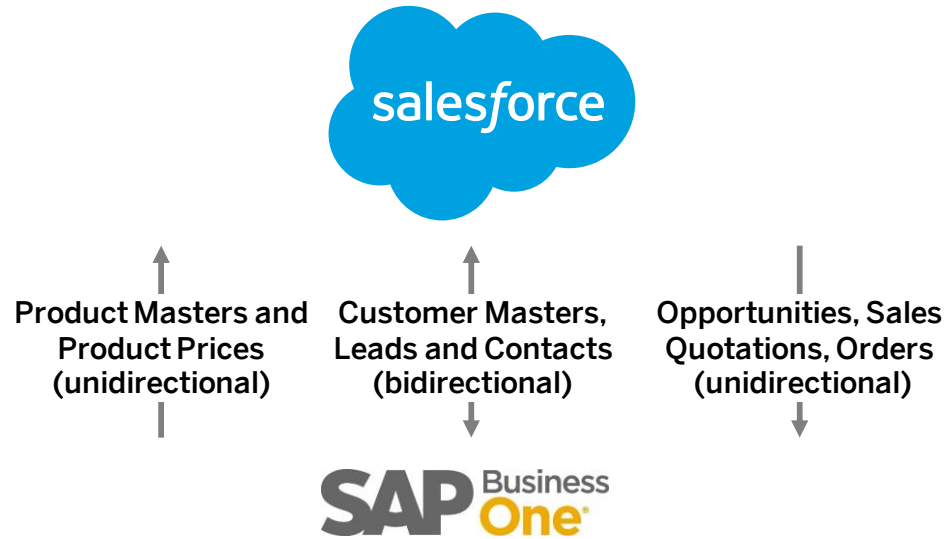 salesforce
Product Masters and
Product Prices
(unidirectional)
Customer Masters,
Leads and Contacts
(bidirectional)
Opportunities, Sales
Quotations, Orders
(unidirectional)
SAP Business
One®